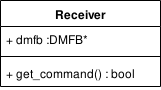 Receiver
+ dmfb :DMFB*
+ get_command() : bool